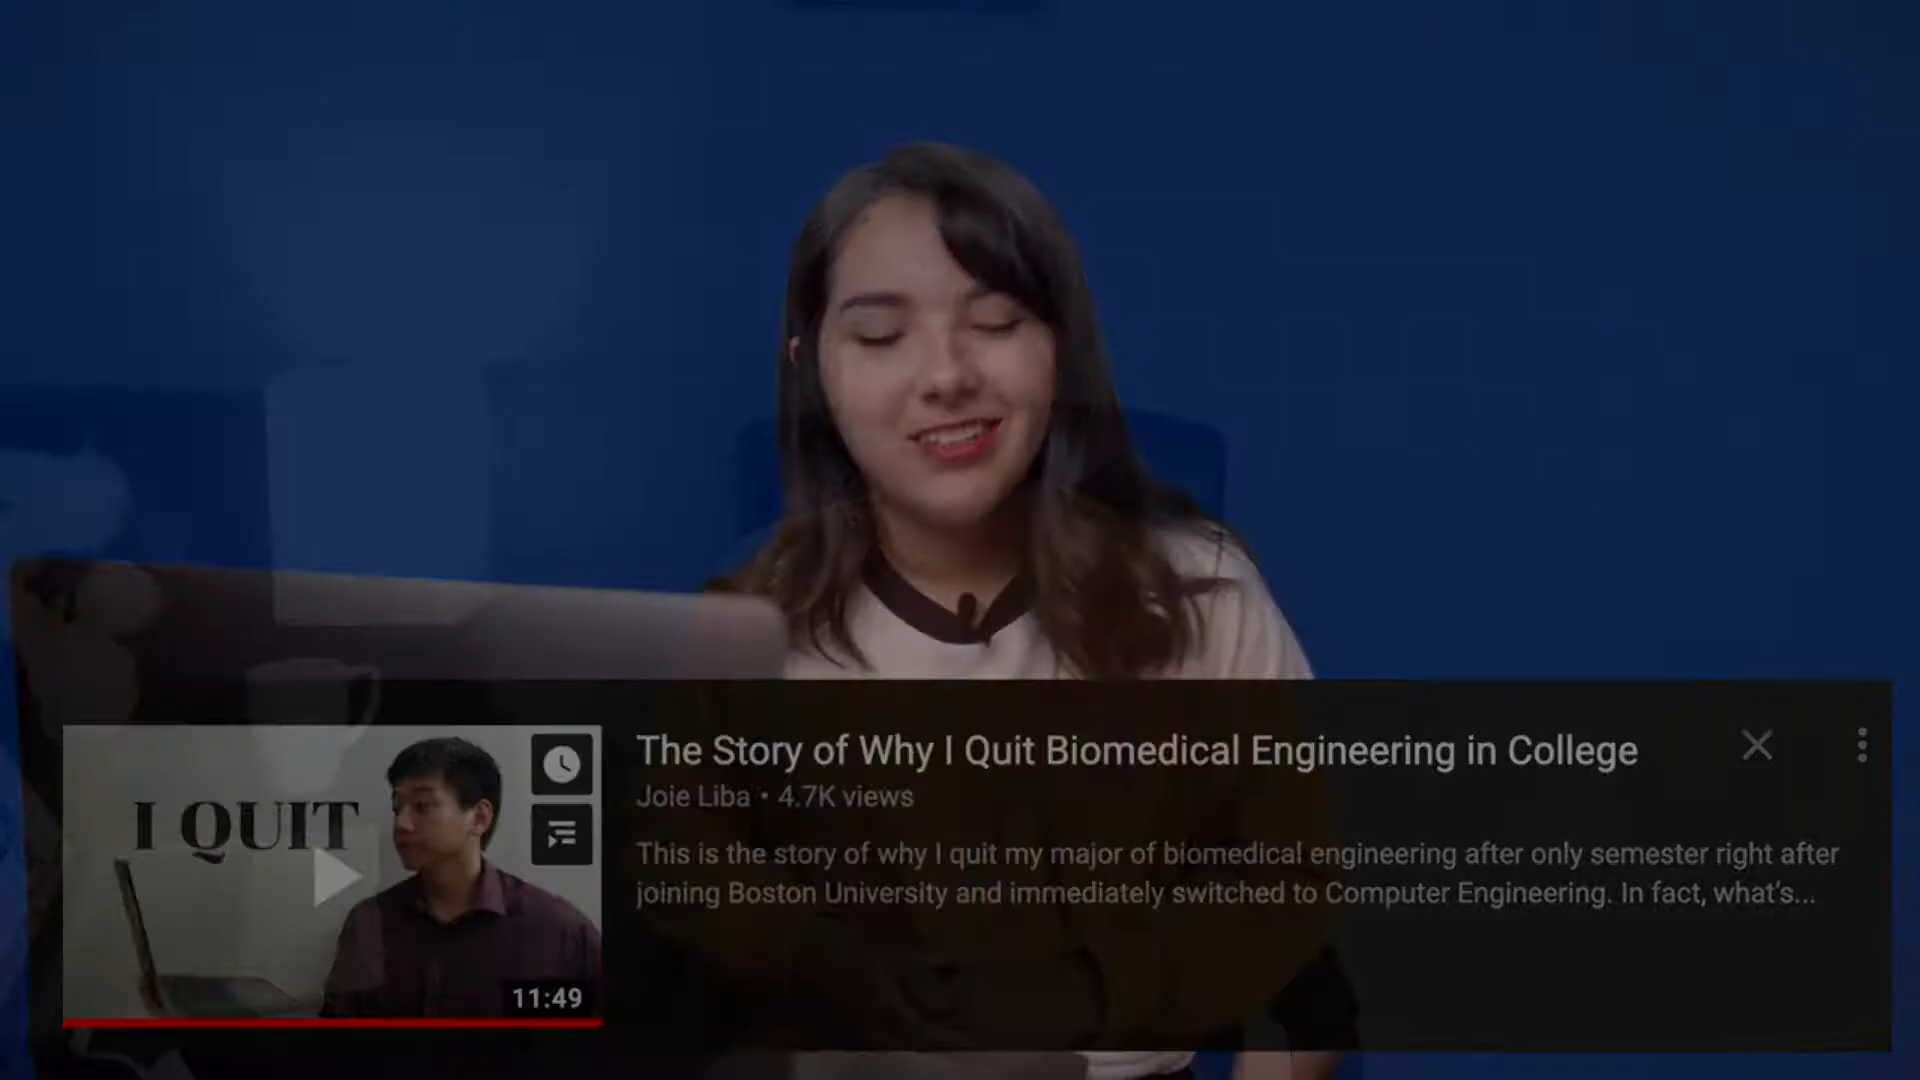 I QUIT
11:49
The Story of Why I Quit Biomedical Engineering in College
Joie Liba • 4.7K views
This is the story of why I quit my major of biomedical engineering after only semester right after
joining Boston University and immediately switched to Computer Engineering. In fact, what's...